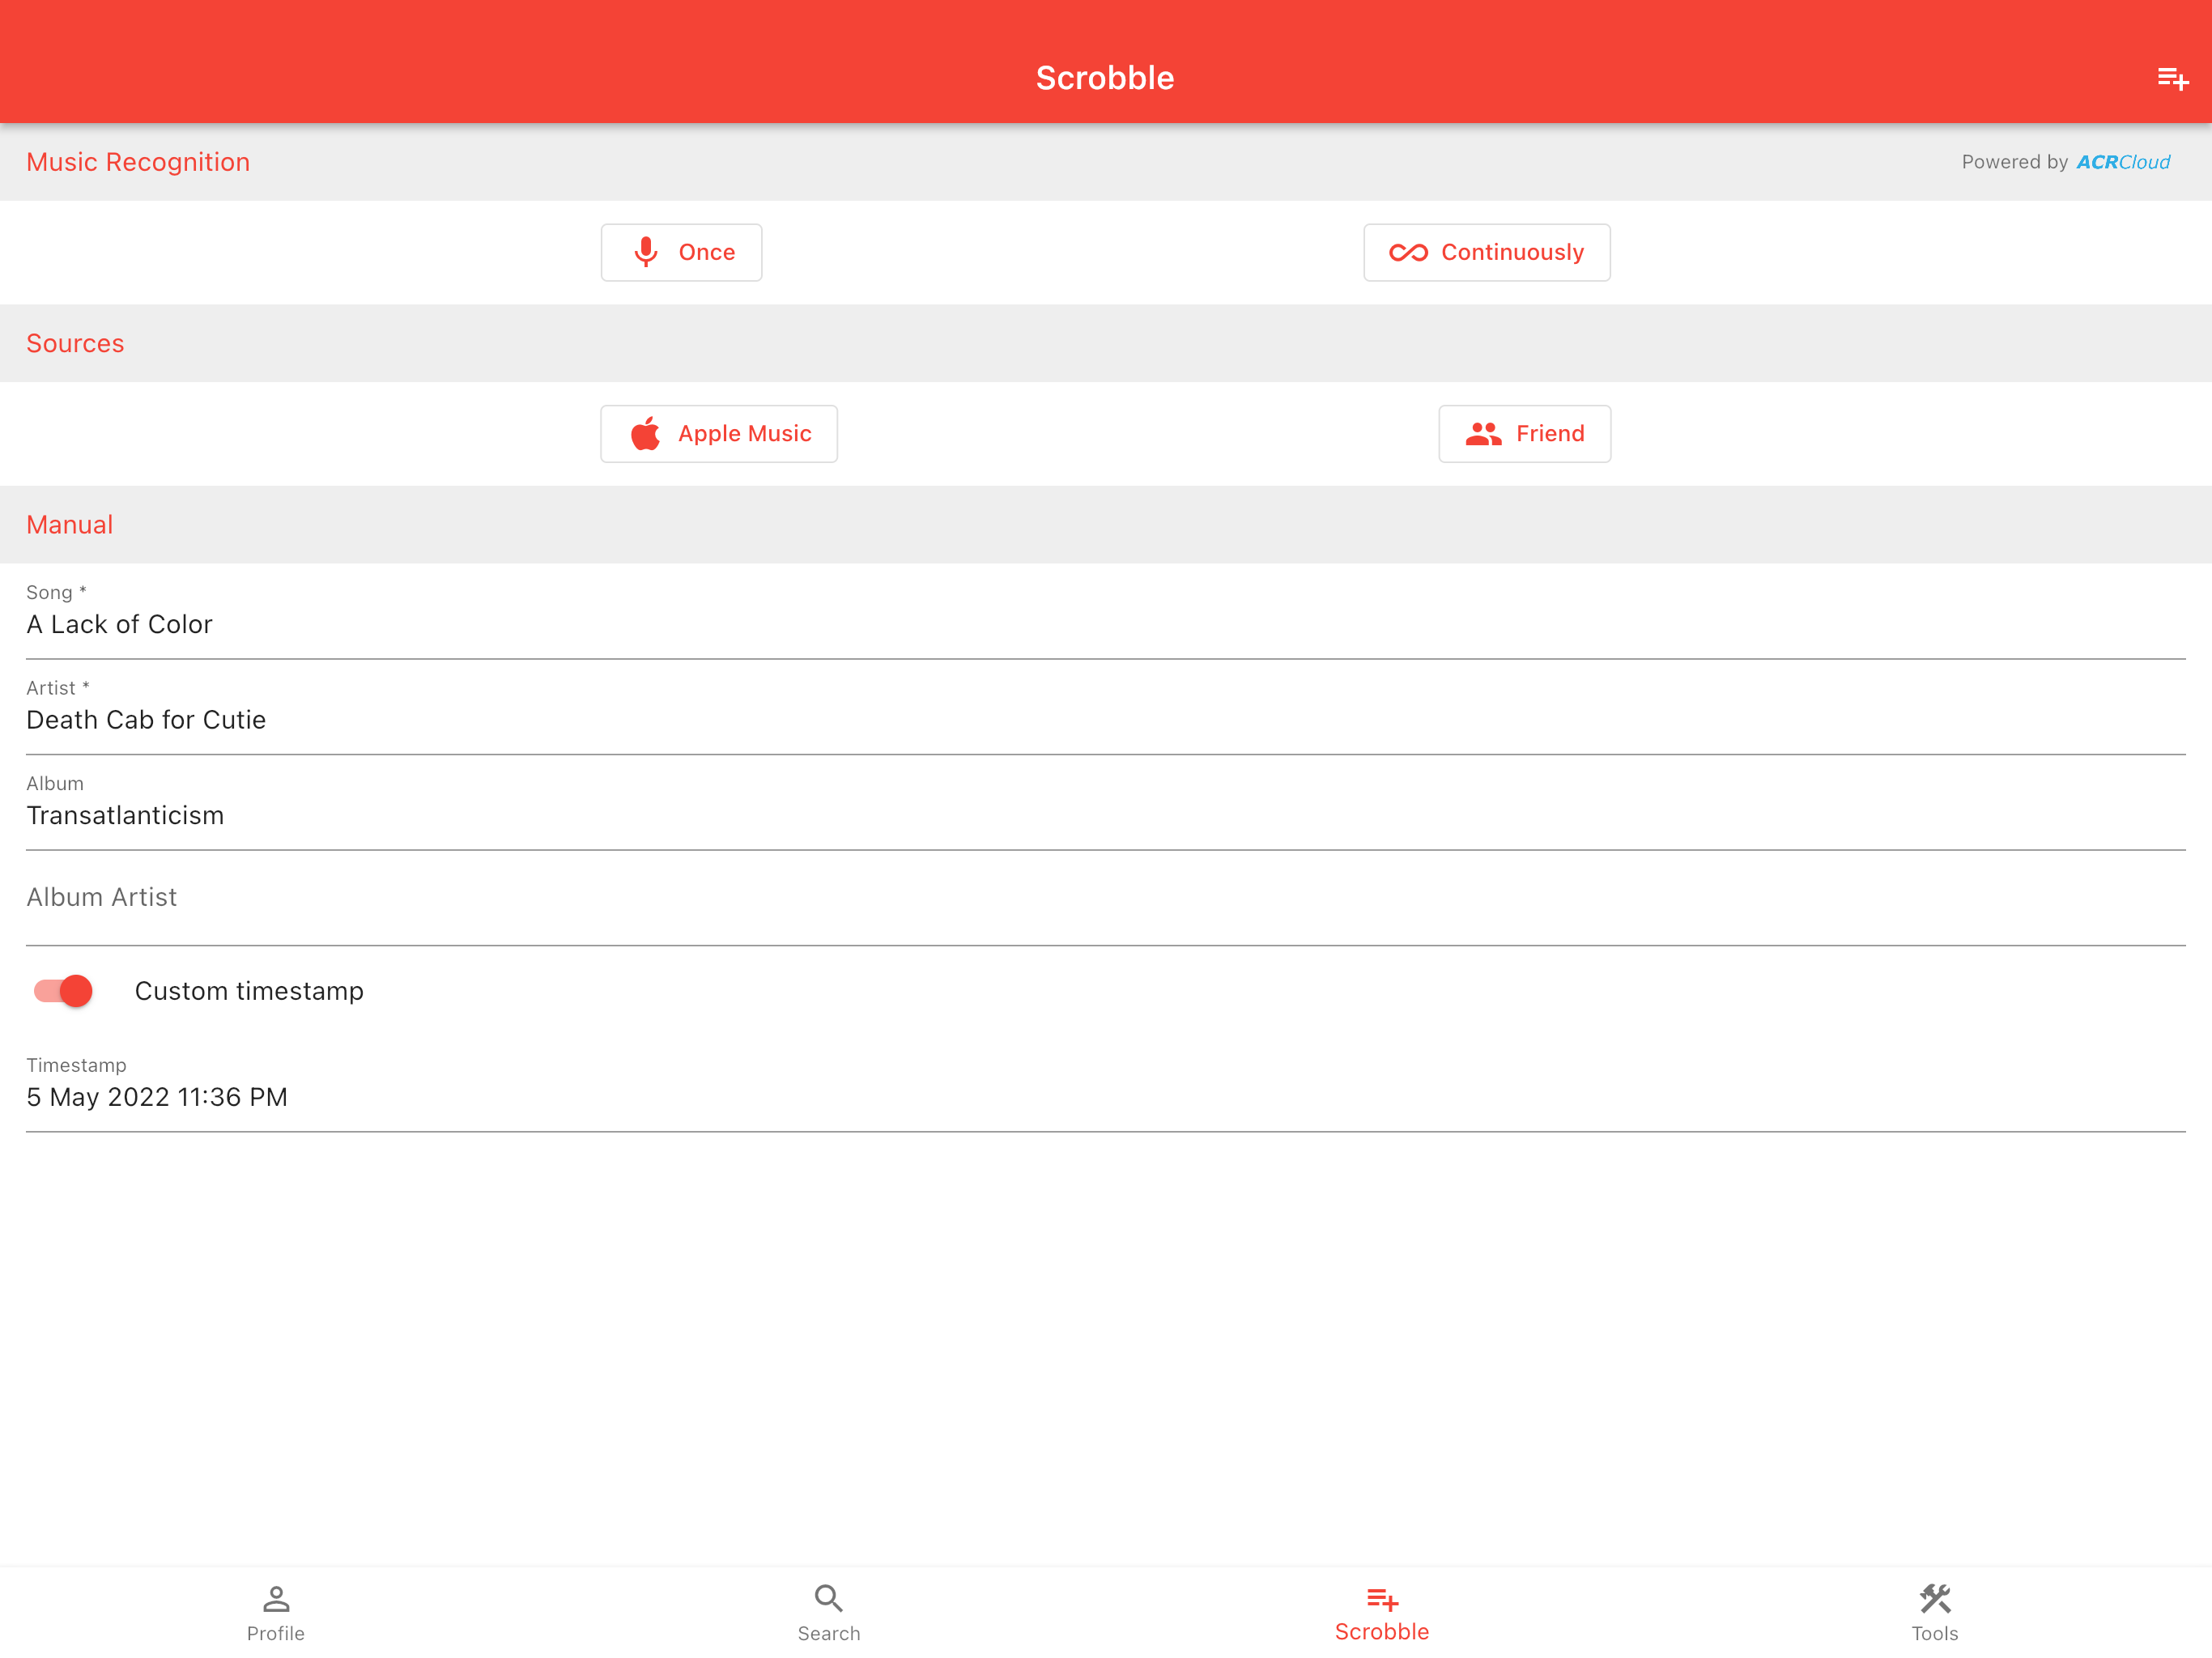 Scrobble
Music Recognition
Powered by ACRCloud
Once
Continuously
Sources
Apple Music
Friend
Manual
Song *
A Lack of Color
Artist *
Death Cab for Cutie
Album
Transatlanticism
Album Artist
Custom timestamp
Timestamp
5 May 2022 11:36 PM
Profile
Search
Scrobble
Tools